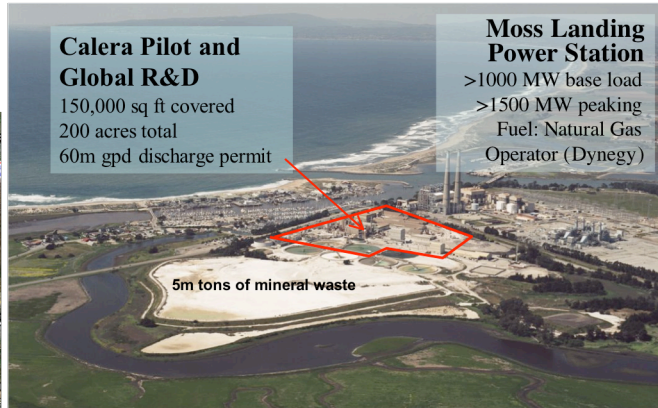 Calera Pilot and
Global R&D
150,000 sq ft covered
200 acres total
60m gpd discharge permit
Moss Landing
Power Station
>1000 MW base load
>1500 MW peaking
Fuel: Natural Gas
Operator (Dynegy)
5m tons of mineral waste